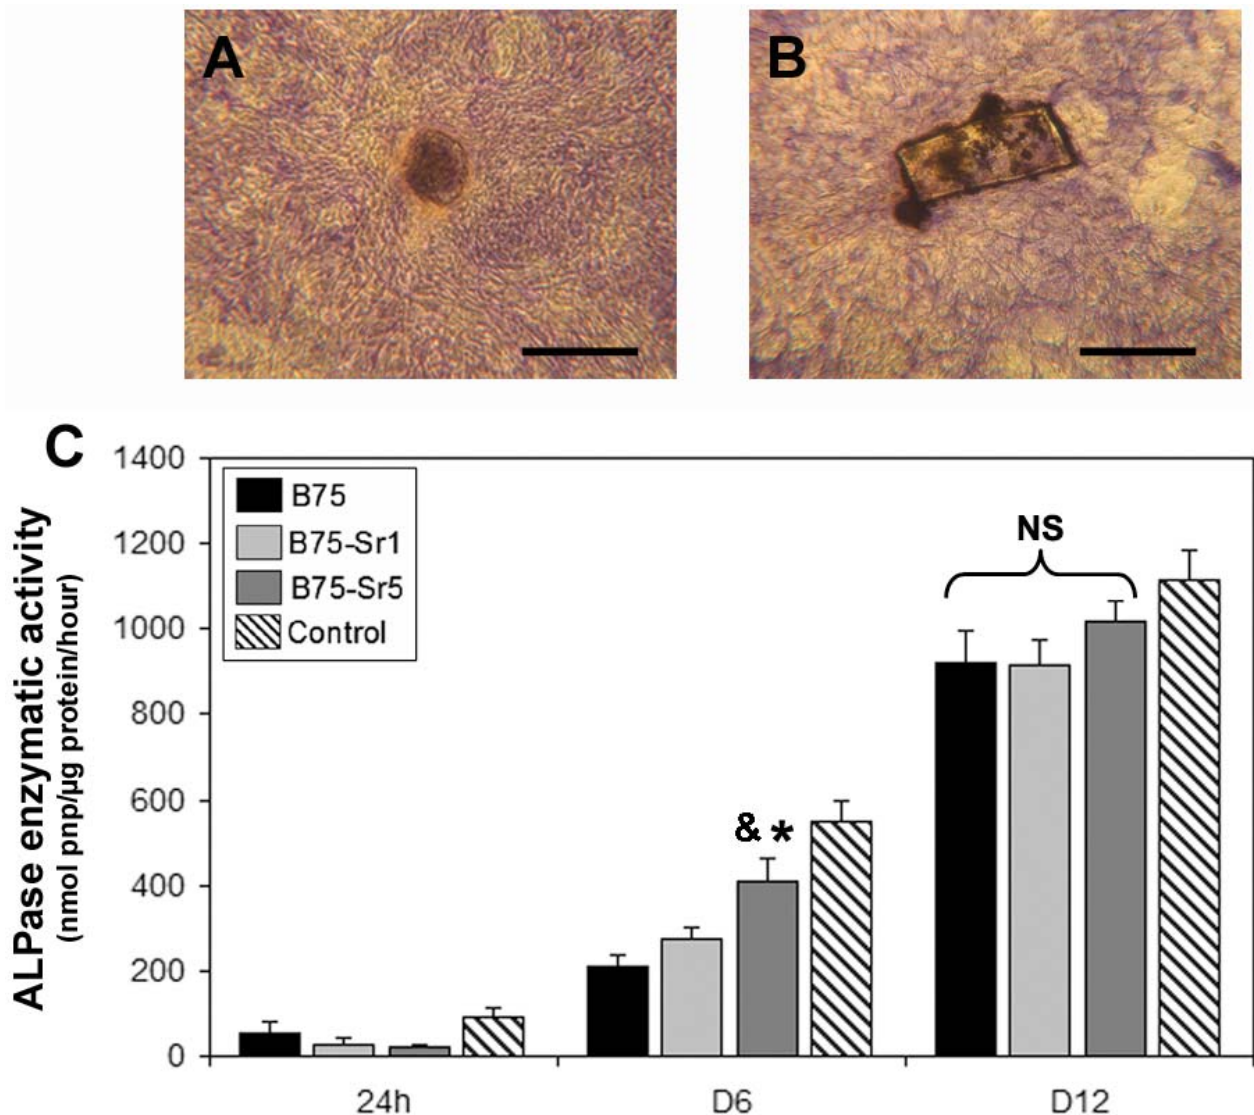 A
B
C
ALPase enzymatic activity
(nmol pnp/µg protein/hour)
1400
1200
1000
800
600
400
200
0
B75
B75-Sr1
B75-Sr5
Control
& *
NS
24h D6 D12